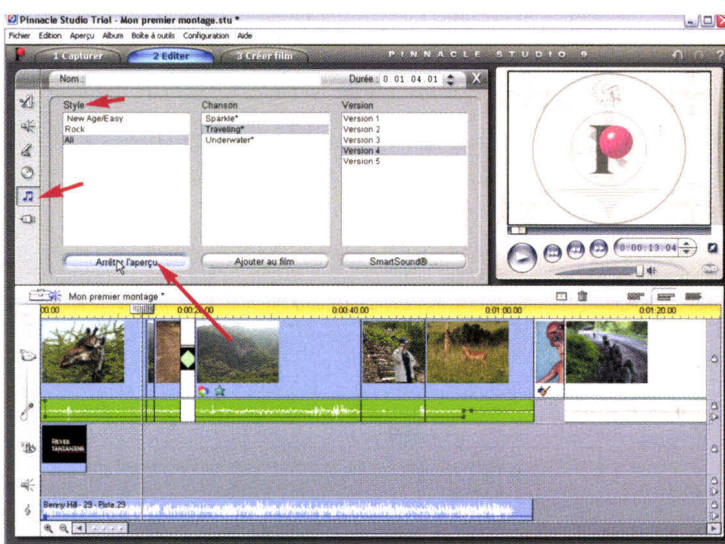 Pinnacle Studio Trial - Mon premier montage.stu *
Fichier Edition Aperçu Album Boîte à outils Configuration Aide
1 Capturer 2 Editer 3 Créer film PINNACLE STUDIO 9
Nom : Durée : 0:01:04.01 X
Style Chanson Version
New Age/Easy
Rock
All
Sparkle*
Traveling*
Underwater*
Version 1
Version 2
Version 3
Version 4
Version 5
Arrêter l'aperçu Ajouter au film SmartSound®
0:00:13.04
Mon premier montage *
00.00 0:00:20.00 0:00:40.00 0:01:00.00 0:01:20.00
Benny Hill - 29 - Piste 29